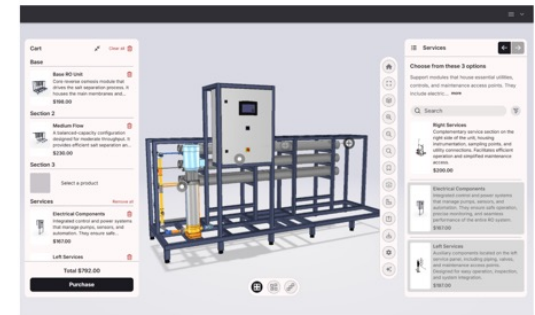 Cart
Clear all
Base
Base RO Unit
Core reverse osmosis module that
drives the salt separation process. It
houses the main membranes and...
$166.00
Section 2
Medium Flow
A balanced-capacity configuration
designed for moderate throughput. It
provides efficient salt separation an...
$230.00
Section 3
Select a product
Services
Remove all
Electrical Components
Integrated control and power systems
that manage pumps, sensors, and
automation. They ensure safe...
$167.00
Left Services
Total $792.00
Purchase
Services
Choose from these 3 options
Support modules that house essential utilities,
controls, and maintenance access points. They
include electric... more
Search
Right Services
Complementary service section on the
right side of the unit, housing
instrumentation, sampling points, and
utility connections. Facilitates efficient
operation and simplified maintenance
access.
$200.00
Electrical Components
Integrated control and power systems
that manage pumps, sensors, and
automation. They ensure safe operation,
precise monitoring, and seamless
performance of the entire RO system.
$167.00
Left Services
Auxiliary components located on the left
service panel, including piping, valves,
and maintenance access points.
Designed for easy operation, inspection,
and system integration.
$167.00